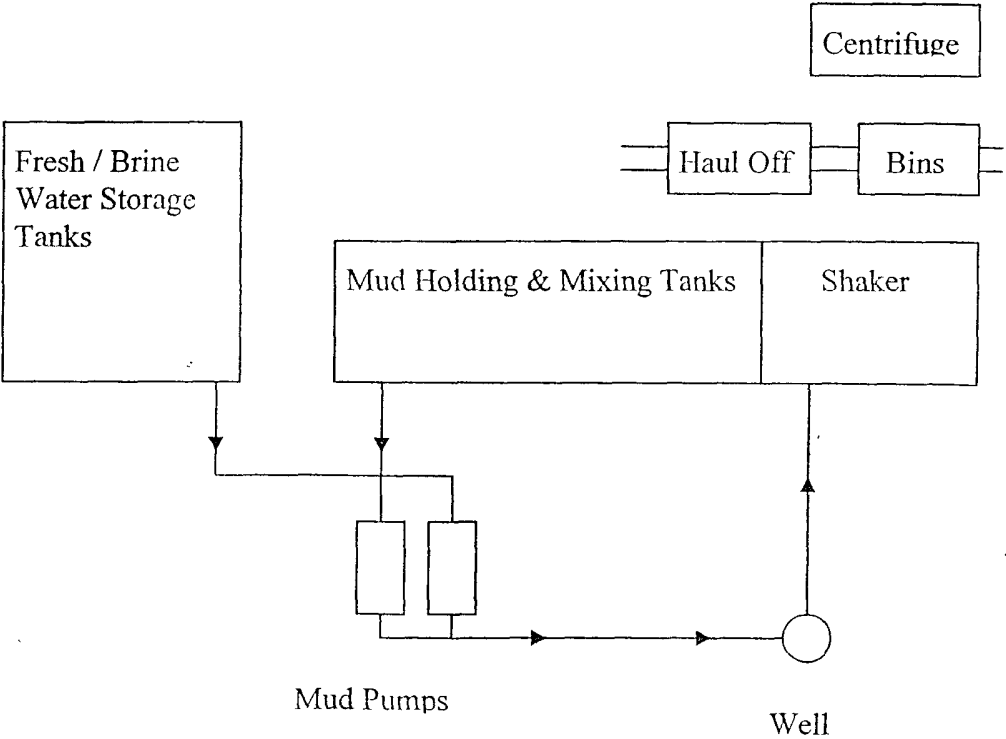 Centrifuge
Fresh / Brine
Water Storage
Tanks
Haul Off
Bins
Mud Holding & Mixing Tanks
Shaker
Mud Pumps
Well